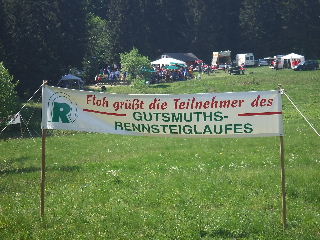 R
Floh grüßt die Teilnehmer des
GUTSMUTHS-
RENNSTEIGLAUFES